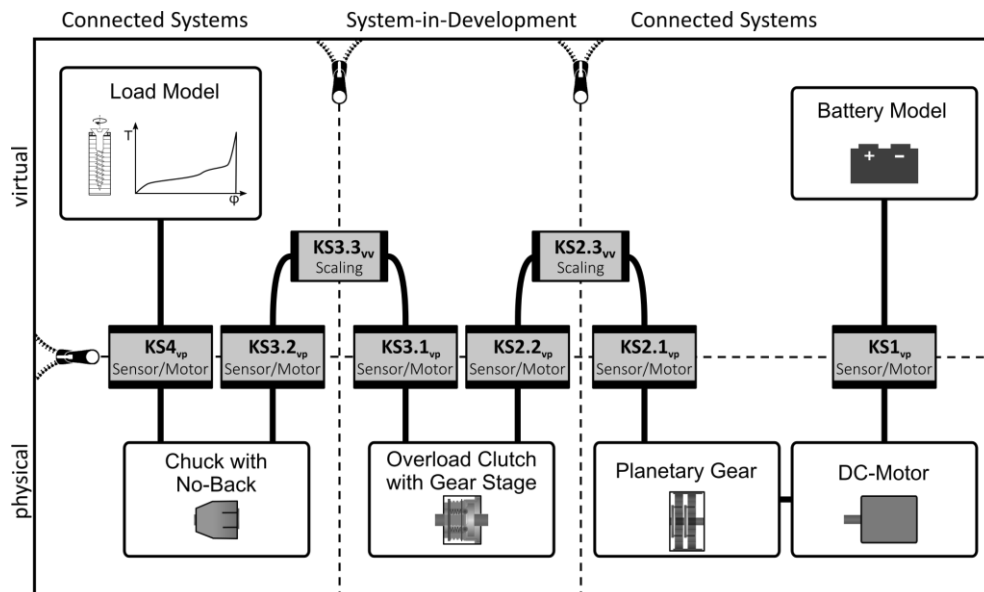 Connected Systems
System-in-Development
Connected Systems
virtual
physical
Load Model
T
φ
Battery Model
+ −
KS3.3vv
Scaling
KS2.3vv
Scaling
KS4vp
Sensor/Motor
KS3.2vp
Sensor/Motor
KS3.1vp
Sensor/Motor
KS2.2vp
Sensor/Motor
KS2.1vp
Sensor/Motor
KS1vp
Sensor/Motor
Chuck with
No-Back
Overload Clutch
with Gear Stage
Planetary Gear
DC-Motor